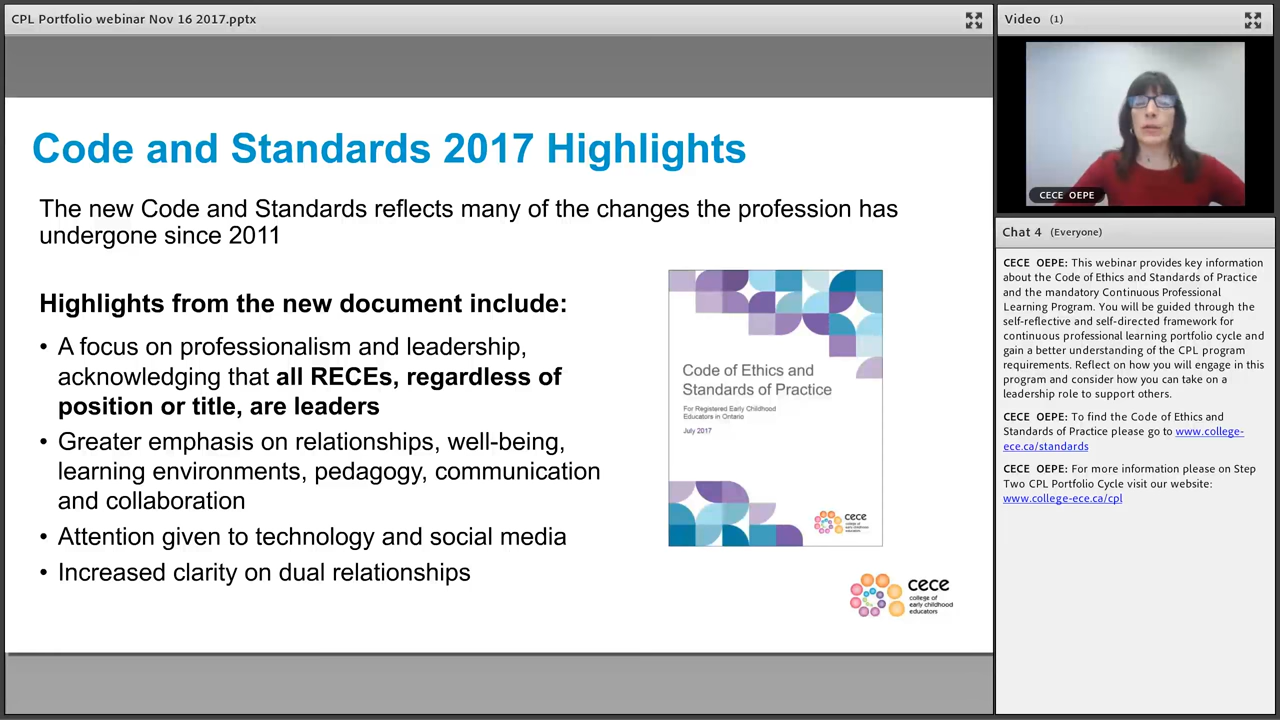 CPL Portfolio webinar Nov 16 2017.pptx
Code and Standards 2017 Highlights
The new Code and Standards reflects many of the changes the profession has
undergone since 2011
Highlights from the new document include:
• A focus on professionalism and leadership,
acknowledging that all RECEs, regardless of
position or title, are leaders
• Greater emphasis on relationships, well-being,
learning environments, pedagogy, communication
and collaboration
• Attention given to technology and social media
• Increased clarity on dual relationships
Code of Ethics and
Standards of Practice
For Registered Early Childhood
Educators in Ontario
July 2017
cece
college of
early childhood
educators
cece
college of
early childhood
educators
Video (1)
CECE OEPE
Chat 4 (Everyone)
CECE OEPE: This webinar provides key information
about the Code of Ethics and Standards of Practice
and the mandatory Continuous Professional
Learning Program. You will be guided through the
self-reflective and self-directed framework for
continuous professional learning portfolio cycle and
gain a better understanding of the CPL program
requirements. Reflect on how you will engage in this
program and consider how you can take on a
leadership role to support others.
CECE OEPE: To find the Code of Ethics and
Standards of Practice please go to www.college-
ece.ca/standards
CECE OEPE: For more information please on Step
Two CPL Portfolio Cycle visit our website:
www.college-ece.ca/cpl